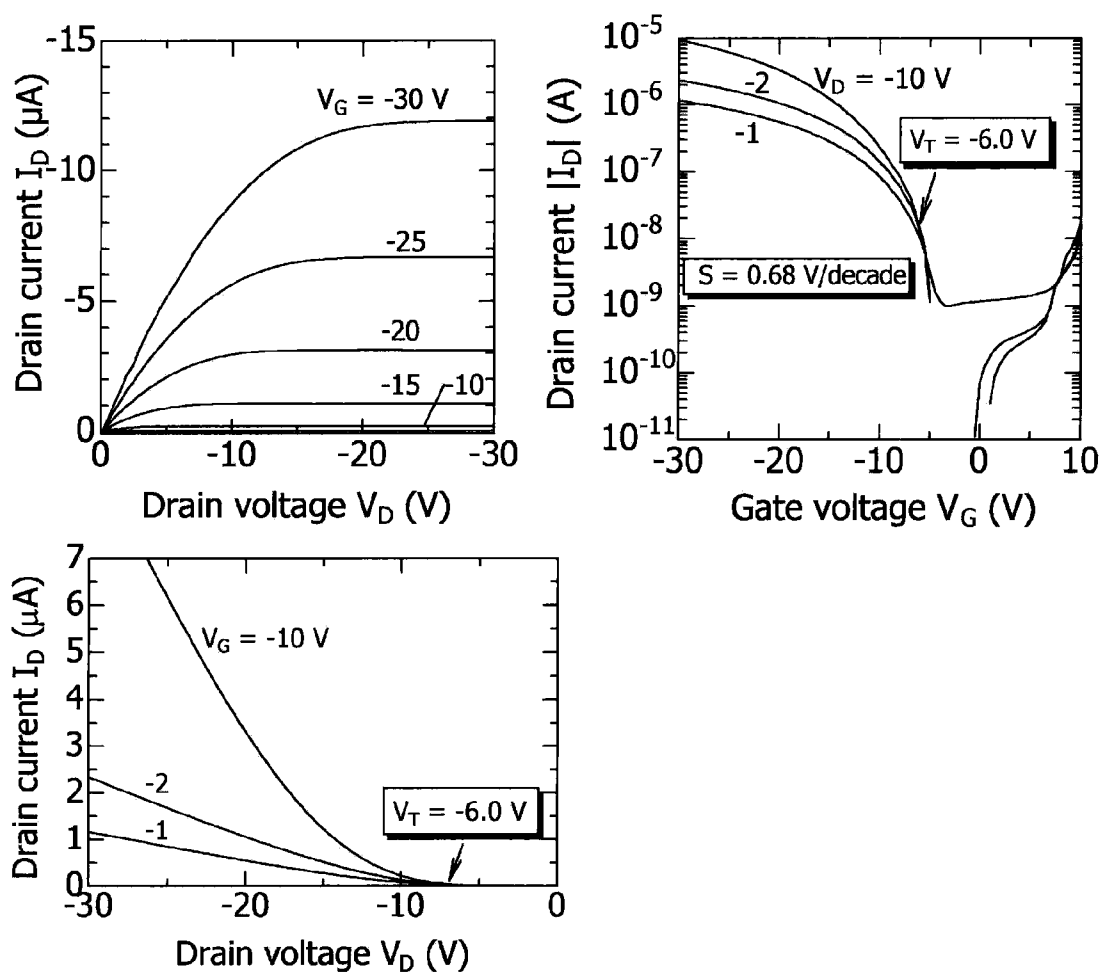 -15
-10
-5
0
Drain current I_D (μA)
V_G = -30 V
-25
-20
-15
-10
0 -10 -20 -30
Drain voltage V_D (V)
10^-5
10^-6
10^-7
10^-8
10^-9
10^-10
10^-11
Drain current |I_D| (A)
V_D = -10 V
-2
-1
V_T = -6.0 V
S = 0.68 V/decade
-30 -20 -10 0 10
Gate voltage V_G (V)
7
6
5
4
3
2
1
0
Drain current I_D (μA)
V_G = -10 V
-2
-1
V_T = -6.0 V
-30 -20 -10 0
Drain voltage V_D (V)